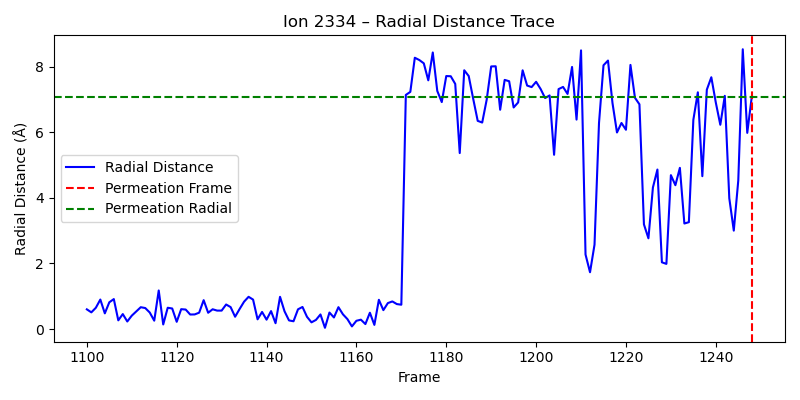 Ion 2334 – Radial Distance Trace
Radial Distance (Å)
8
6
4
2
0
Radial Distance
Permeation Frame
Permeation Radial
1100 1120 1140 1160 1180 1200 1220 1240
Frame